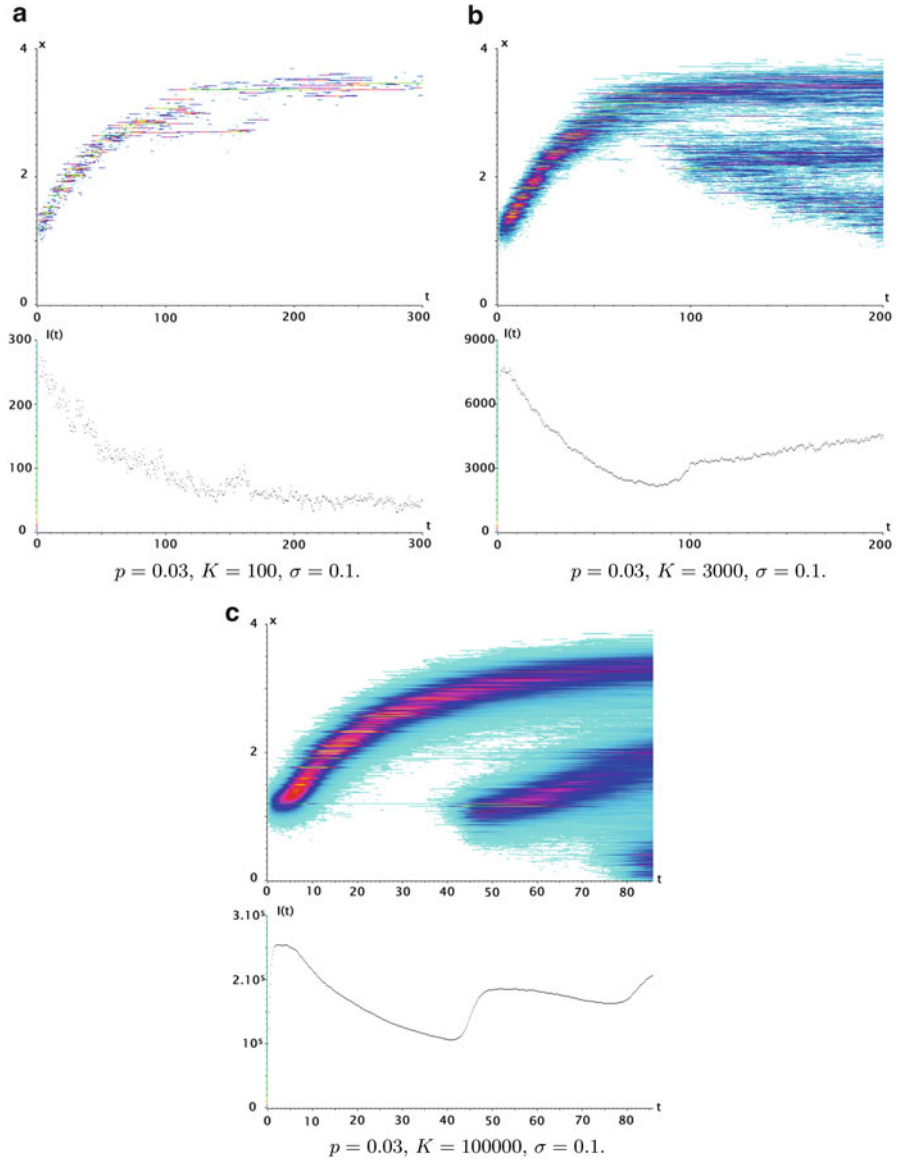 a
x
4
2
0
0 100 200 300
t
I(t)
300
200
100
0
0 100 200 300
t
p = 0.03, K = 100, σ = 0.1.
b
x
4
2
0
0 100 200
t
I(t)
9000
6000
3000
0
0 100 200
t
p = 0.03, K = 3000, σ = 0.1.
c
x
4
2
0
0 10 20 30 40 50 60 70 80
t
I(t)
3.10⁵
2.10⁵
10⁵
0
0 10 20 30 40 50 60 70 80
t
p = 0.03, K = 100000, σ = 0.1.